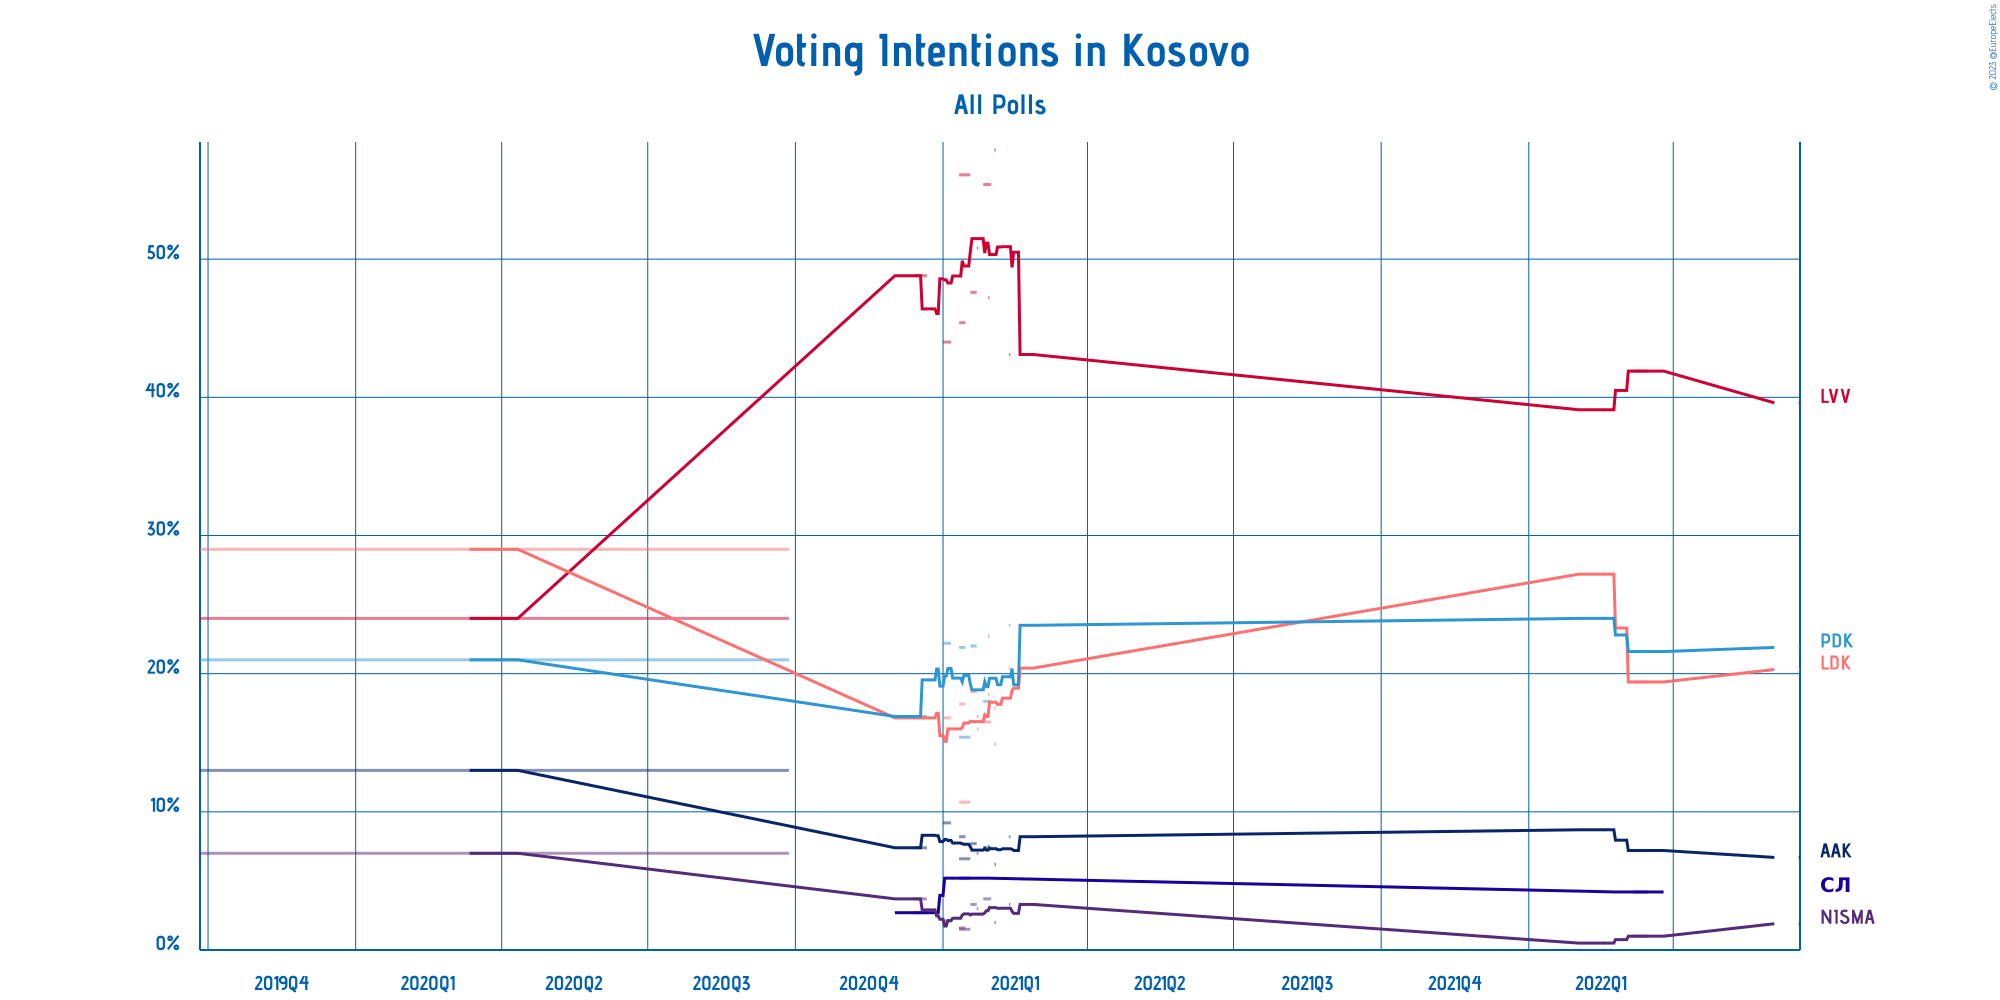 © 2023 @EuropeElects
Voting Intentions in Kosovo
All Polls
50%
40%
30%
20%
10%
0%
LVV
PDK
LDK
AAK
СЛ
NISMA
2019Q4 2020Q1 2020Q2 2020Q3 2020Q4 2021Q1 2021Q2 2021Q3 2021Q4 2022Q1